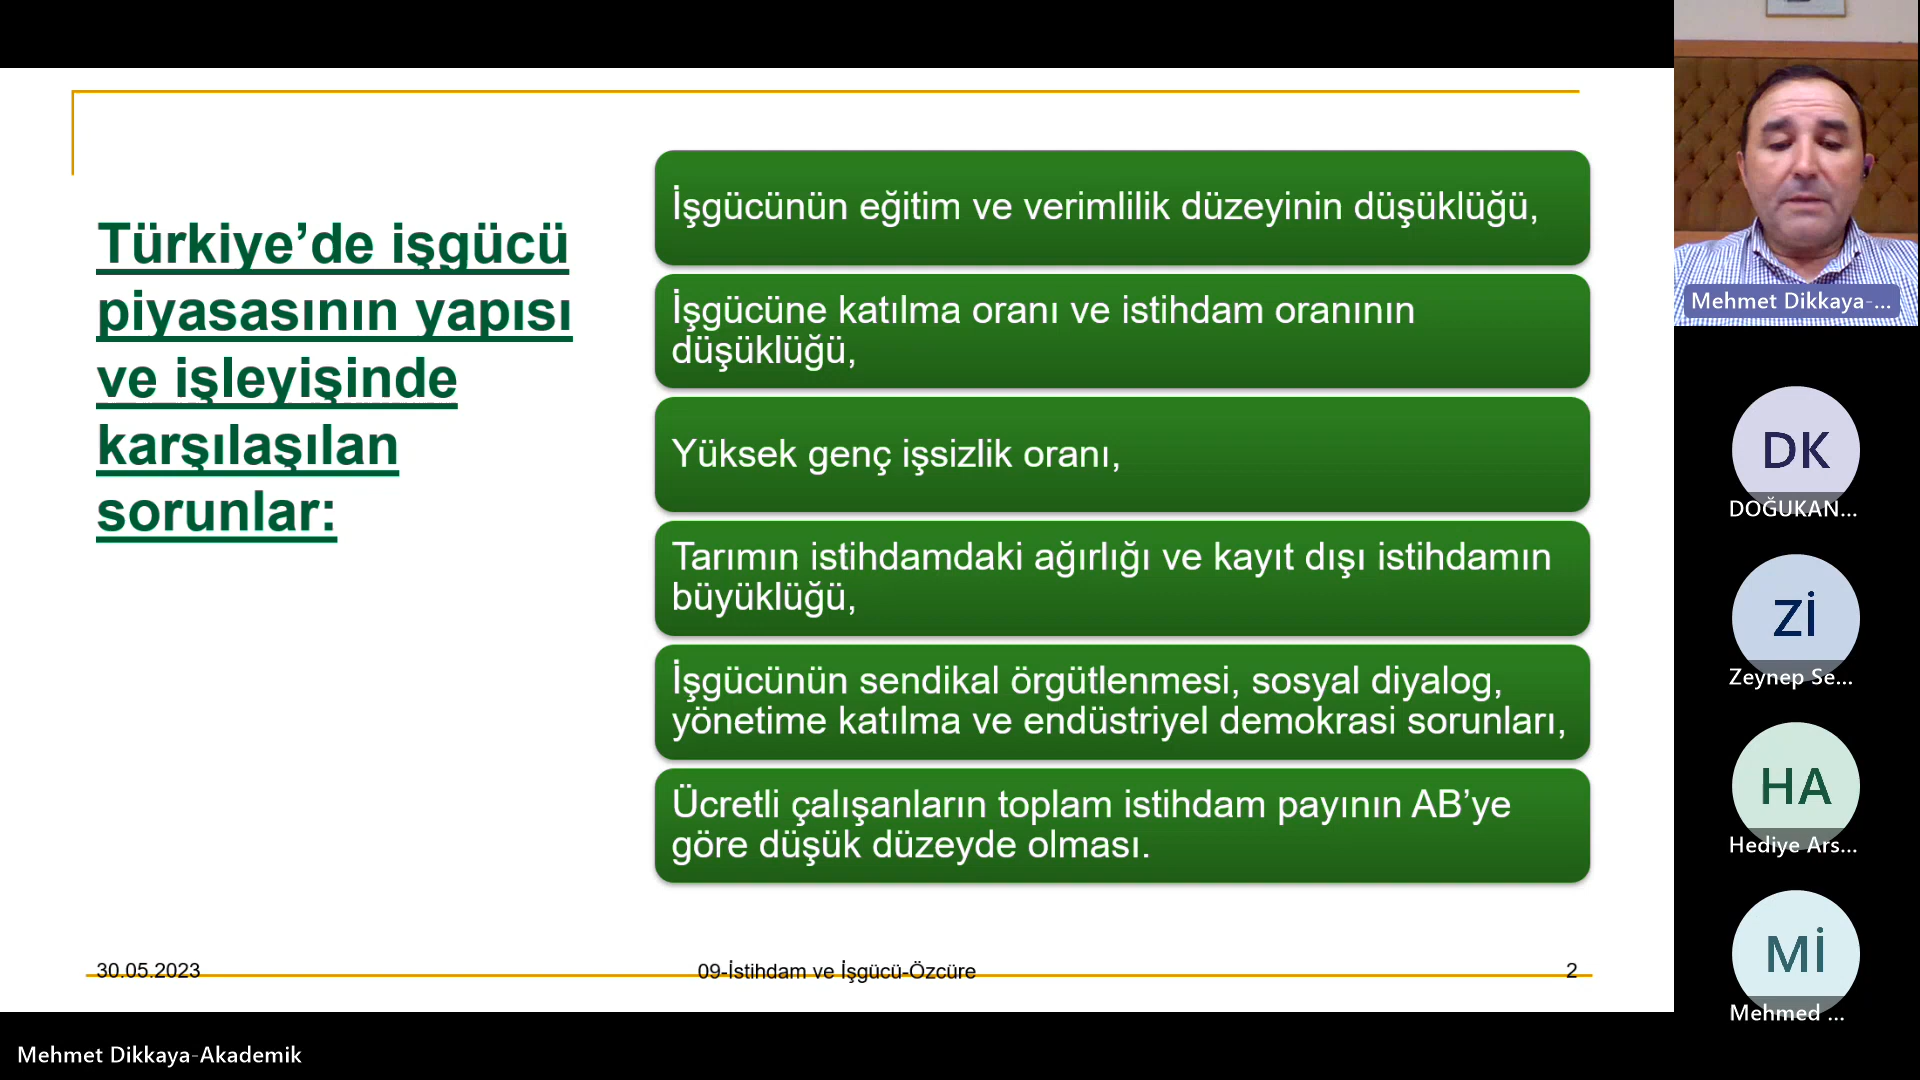 Türkiye’de işgücü
piyasasının yapısı
ve işleyişinde
karşılaşılan
sorunlar:
İşgücünün eğitim ve verimlilik düzeyinin düşüklüğü,
İşgücüne katılma oranı ve istihdam oranının
düşüklüğü,
Yüksek genç işsizlik oranı,
Tarımın istihdamdaki ağırlığı ve kayıt dışı istihdamın
büyüklüğü,
İşgücünün sendikal örgütlenmesi, sosyal diyalog,
yönetime katılma ve endüstriyel demokrasi sorunları,
Ücretli çalışanların toplam istihdam payının AB’ye
göre düşük düzeyde olması.
30.05.2023
09-İstihdam ve İşgücü-Özcüre
2
Mehmet Dikkaya-...
DK
DOĞUKAN...
Zİ
Zeynep Se...
HA
Hediye Ars...
Mİ
Mehmed ...
Mehmet Dikkaya-Akademik